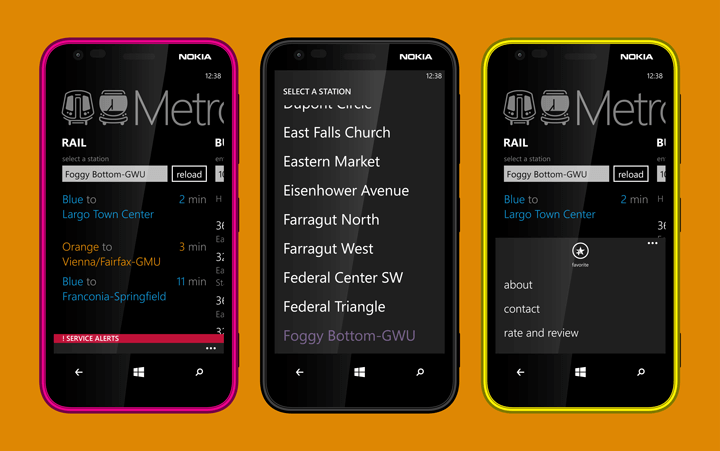 NOKIA
12:38
Metro
RAIL
select a station
Foggy Bottom-GWU
reload
Blue to
Largo Town Center
2 min
Orange to
Vienna/Fairfax-GMU
3 min
Blue to
Franconia-Springfield
11 min
! SERVICE ALERTS
NOKIA
12:38
SELECT A STATION
Dupont Circle
East Falls Church
Eastern Market
Eisenhower Avenue
Farragut North
Farragut West
Federal Center SW
Federal Triangle
Foggy Bottom-GWU
NOKIA
12:38
Metro
RAIL
select a station
Foggy Bottom-GWU
reload
Blue to
Largo Town Center
2 min
favorite
about
contact
rate and review